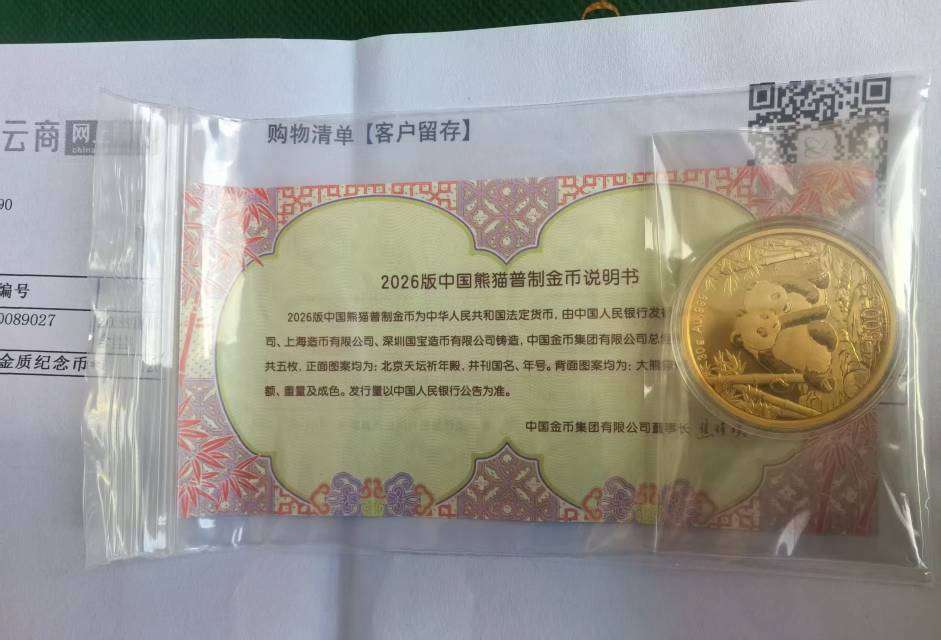 云商 网上
china
购物清单【客户留存】
90
编号
0089027
金质纪念币
2026版中国熊猫普制金币说明书
2026版中国熊猫普制金币为中华人民共和国法定货币，由中国人民银行发
司、上海造币有限公司、深圳国宝造币有限公司铸造，中国金币集团有限公司总经
共五枚，正面图案均为：北京天坛祈年殿，并刊国名、年号。背面图案均为：大熊猫
额、重量及成色。发行量以中国人民银行公告为准。
中国金币集团有限公司董事长